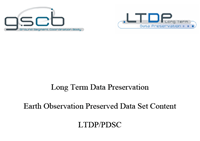 gscb
LTDP
Long Term Data Preservation
Earth Observation Preserved Data Set Content
LTDP/PDSC